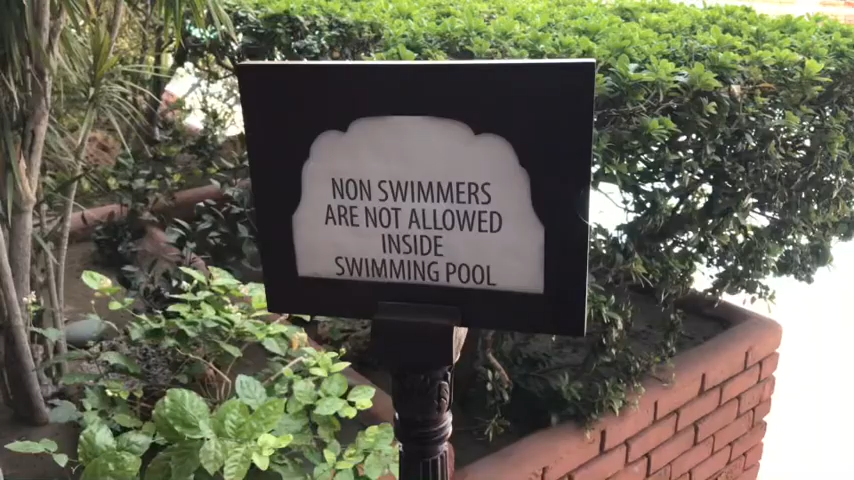 NON SWIMMERS
ARE NOT ALLOWED
INSIDE
SWIMMING POOL